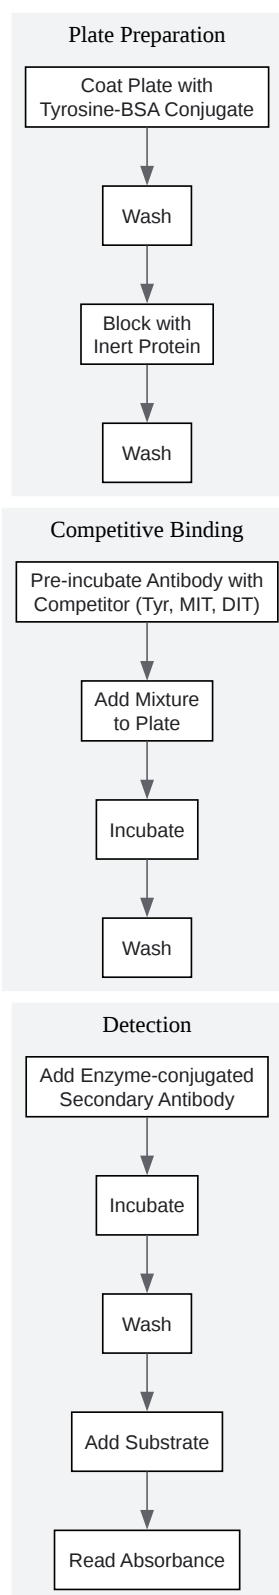 Plate Preparation
Coat Plate with
Tyrosine-BSA Conjugate
Wash
Block with
Inert Protein
Wash
Competitive Binding
Pre-incubate Antibody with
Competitor (Tyr, MIT, DIT)
Add Mixture
to Plate
Incubate
Wash
Detection
Add Enzyme-conjugated
Secondary Antibody
Incubate
Wash
Add Substrate
Read Absorbance